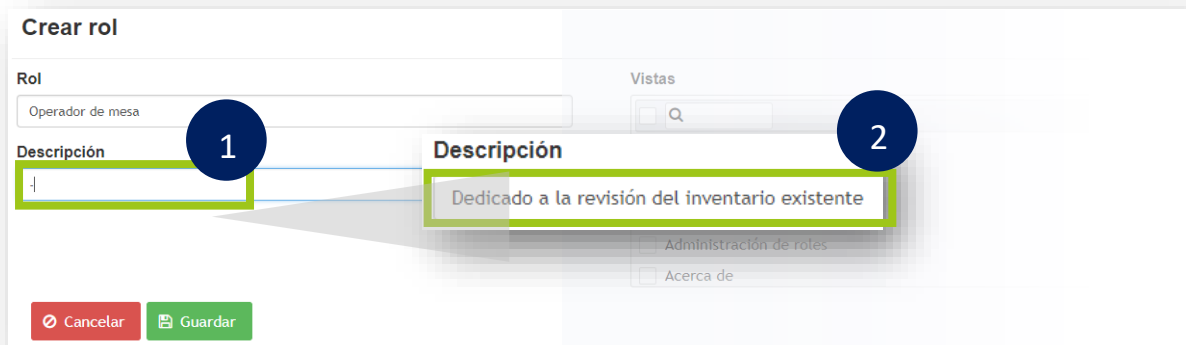 Crear rol
Rol
Vistas
Operador de mesa
Descripción
1
-
Descripción
2
Dedicado a la revisión del inventario existente
Administración de roles
Acerca de
Cancelar
Guardar